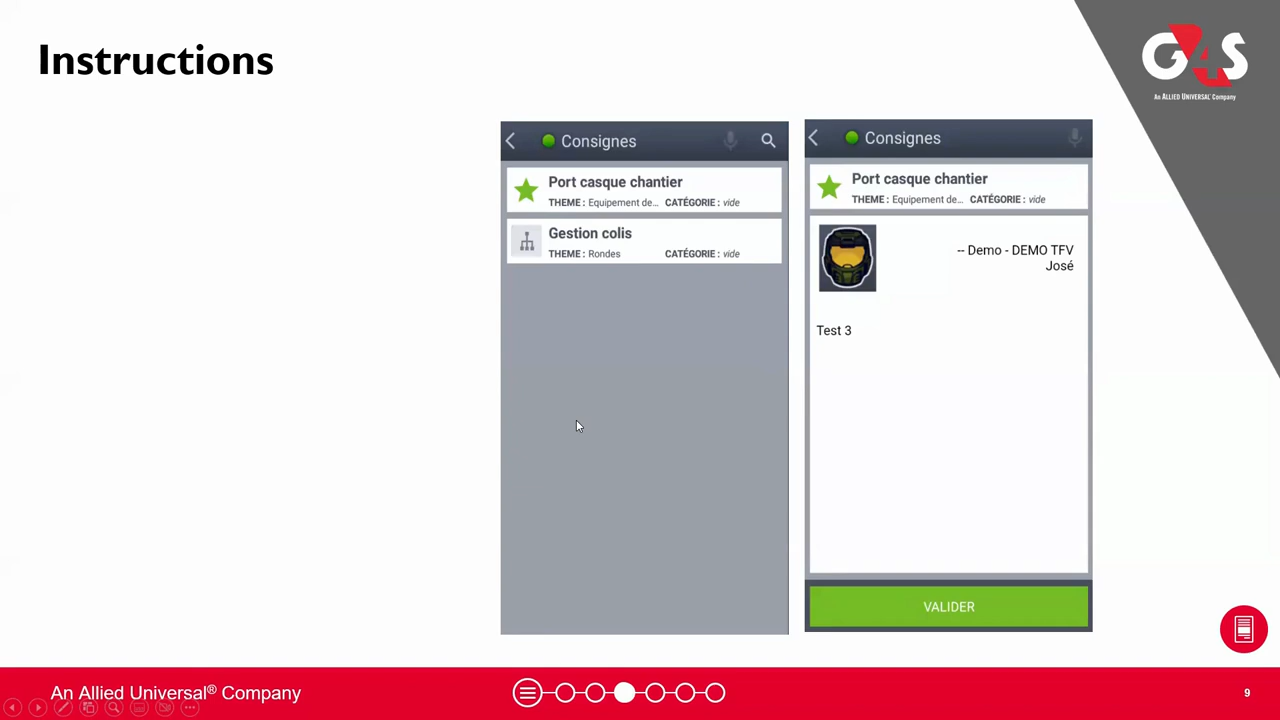 Instructions
G4S
An ALLIED UNIVERSAL® Company
Consignes
Port casque chantier
THEME : Equipement de... CATÉGORIE : vide
Gestion colis
THEME : Rondes CATÉGORIE : vide
Consignes
Port casque chantier
THEME : Equipement de... CATÉGORIE : vide
-- Demo - DEMO TFV
José
Test 3
VALIDER
An Allied Universal® Company
9